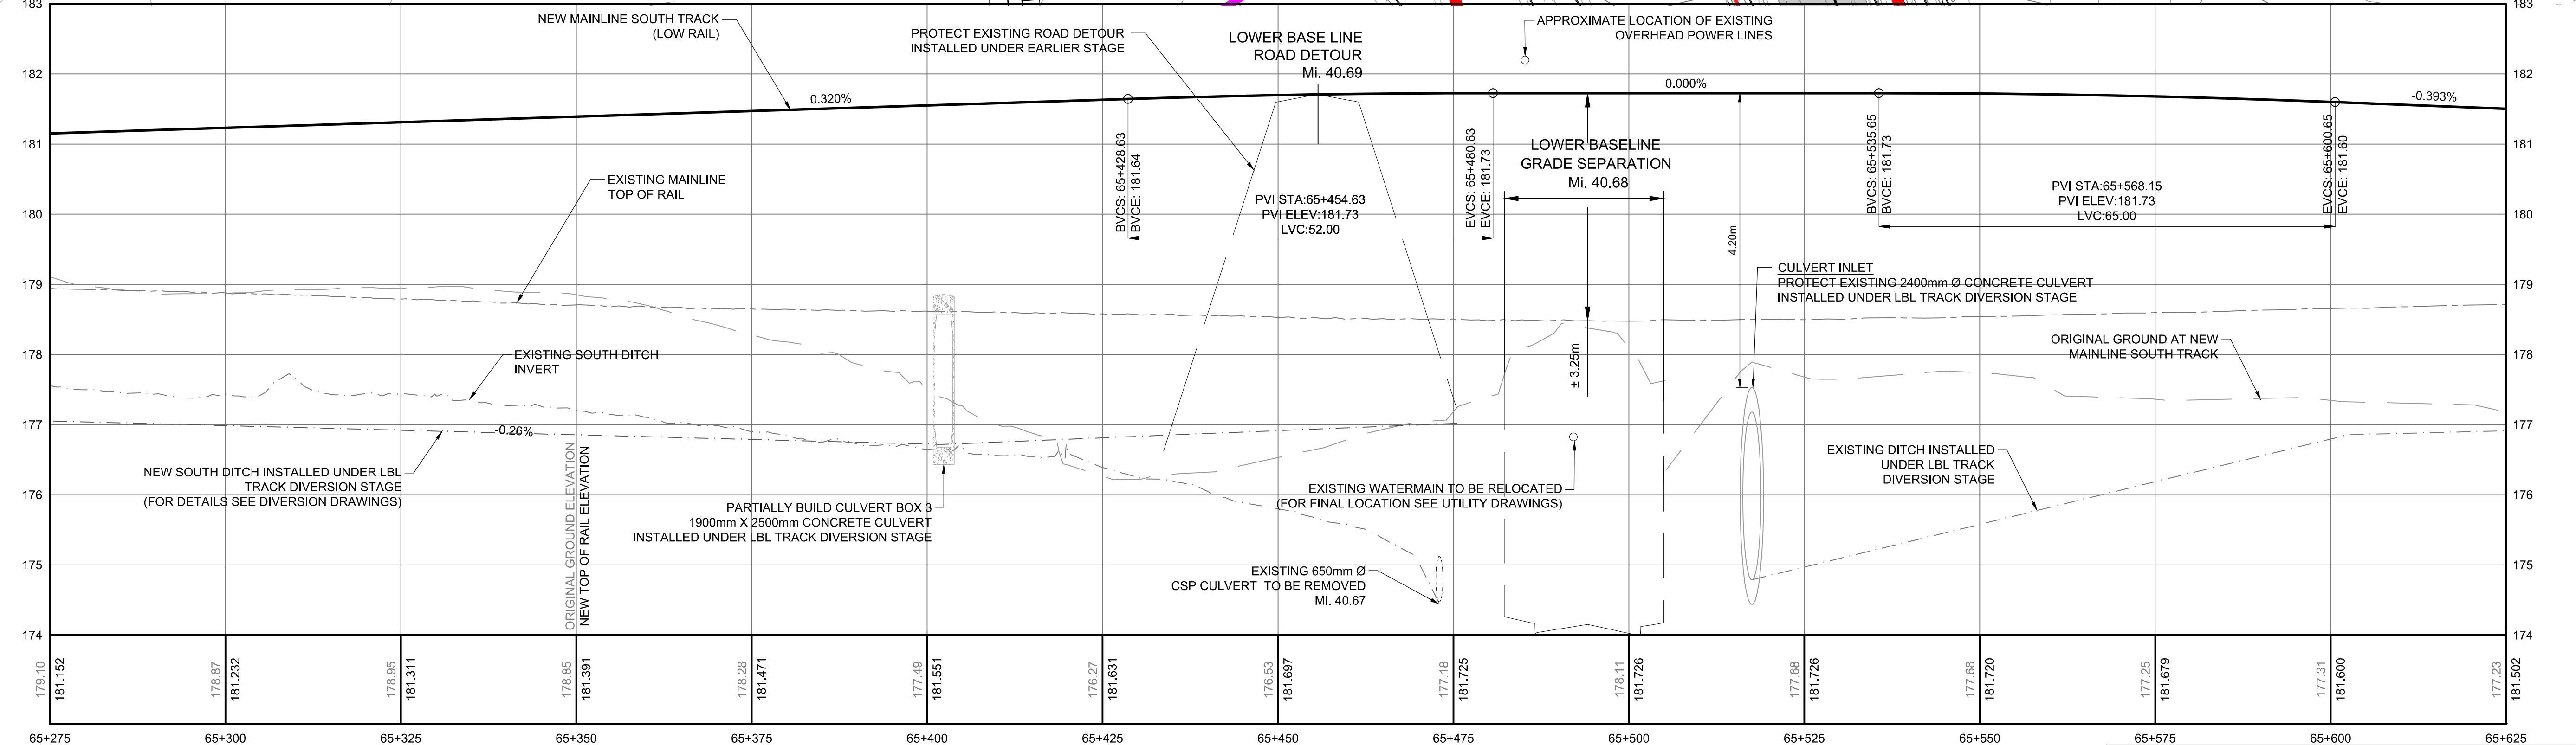 183
183
NEW MAINLINE SOUTH TRACK
(LOW RAIL)
PROTECT EXISTING ROAD DETOUR
INSTALLED UNDER EARLIER STAGE
LOWER BASE LINE
ROAD DETOUR
Mi. 40.69
APPROXIMATE LOCATION OF EXISTING
OVERHEAD POWER LINES
182
182
0.320%
0.000%
-0.393%
181
181
BVCS: 65+428.63
BVCE: 181.64
EVCS: 65+480.63
EVCE: 181.73
LOWER BASELINE
GRADE SEPARATION
Mi. 40.68
BVCS: 65+535.65
BVCE: 181.73
EVCS: 65+600.65
EVCE: 181.60
EXISTING MAINLINE
TOP OF RAIL
PVI STA:65+454.63
PVI ELEV:181.73
LVC:52.00
PVI STA:65+568.15
PVI ELEV:181.73
LVC:65.00
180
180
4.20m
CULVERT INLET
PROTECT EXISTING 2400mm Ø CONCRETE CULVERT
INSTALLED UNDER LBL TRACK DIVERSION STAGE
179
179
EXISTING SOUTH DITCH
INVERT
± 3.25m
ORIGINAL GROUND AT NEW
MAINLINE SOUTH TRACK
178
178
177
177
-0.26%
NEW SOUTH DITCH INSTALLED UNDER LBL
TRACK DIVERSION STAGE
(FOR DETAILS SEE DIVERSION DRAWINGS)
ORIGINAL GROUND ELEVATION
NEW TOP OF RAIL ELEVATION
PARTIALLY BUILD CULVERT BOX 3
1900mm X 2500mm CONCRETE CULVERT
INSTALLED UNDER LBL TRACK DIVERSION STAGE
EXISTING WATERMAIN TO BE RELOCATED
(FOR FINAL LOCATION SEE UTILITY DRAWINGS)
EXISTING DITCH INSTALLED
UNDER LBL TRACK
DIVERSION STAGE
176
176
EXISTING 650mm Ø
CSP CULVERT TO BE REMOVED
MI. 40.67
175
175
174
174
179.10
181.152
178.87
181.232
178.95
181.311
178.85
181.391
178.28
181.471
177.49
181.551
176.27
181.631
176.53
181.697
177.18
181.725
178.11
181.726
177.68
181.726
177.68
181.720
177.25
181.679
177.31
181.600
177.23
181.502
65+275
65+300
65+325
65+350
65+375
65+400
65+425
65+450
65+475
65+500
65+525
65+550
65+575
65+600
65+625